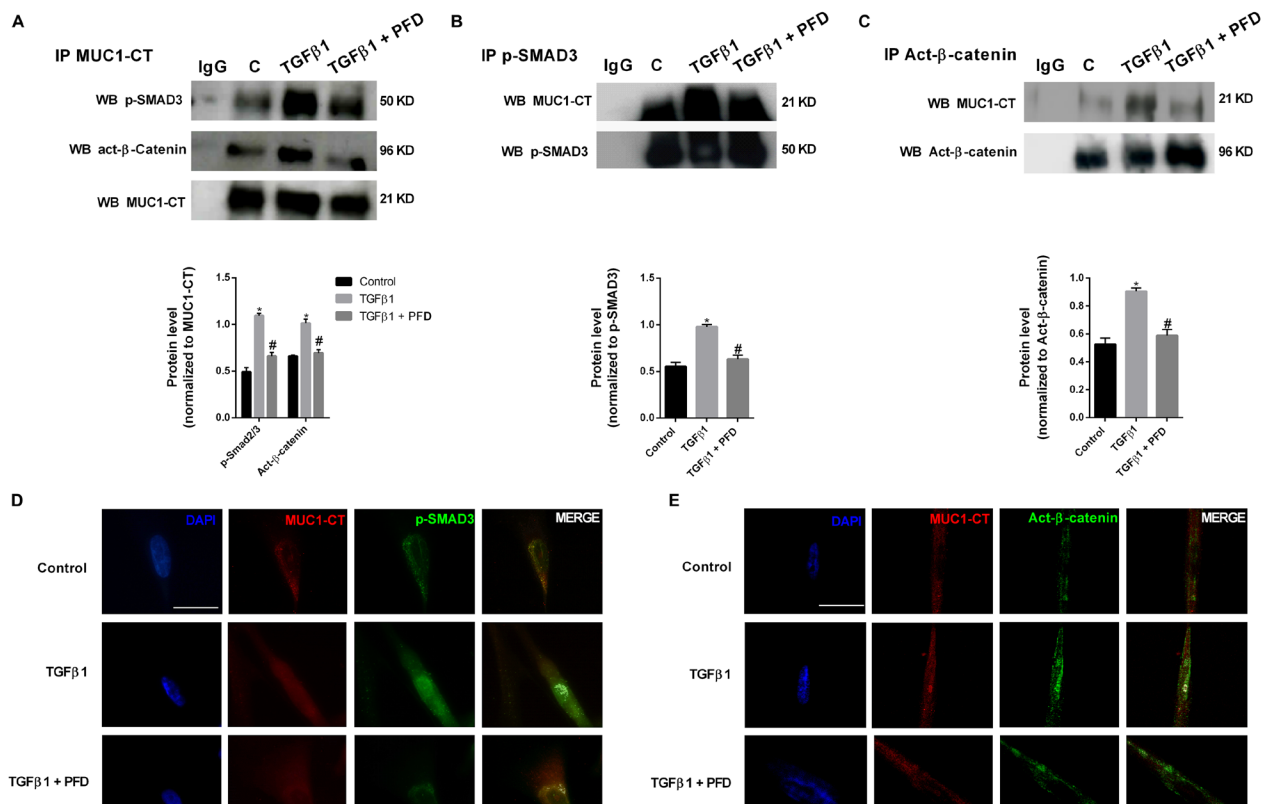 A
IP MUC1-CT
IgG C TGFβ1 TGFβ1 + PFD
WB p-SMAD3 50 KD
WB act-β-Catenin 96 KD
WB MUC1-CT 21 KD
Protein level
(normalized to MUC1-CT)
1.5
1.0
0.5
0.0
* # * #
p-Smad2/3
Act-β-catenin
Control
TGFβ1
TGFβ1 + PFD
B
IP p-SMAD3
IgG C TGFβ1 TGFβ1 + PFD
WB MUC1-CT 21 KD
WB p-SMAD3 50 KD
Protein level
(normalized to p-SMAD3)
1.5
1.0
0.5
0.0
* #
Control
TGFβ1
TGFβ1 + PFD
C
IP Act-β-catenin
IgG C TGFβ1 TGFβ1 + PFD
WB MUC1-CT 21 KD
WB Act-β-catenin 96 KD
Protein level
(normalized to Act-β-catenin)
1.0
0.8
0.6
0.4
0.2
0.0
* #
Control
TGFβ1
TGFβ1 + PFD
D
DAPI MUC1-CT p-SMAD3 MERGE
Control
TGFβ1
TGFβ1 + PFD
E
DAPI MUC1-CT Act-β-catenin MERGE
Control
TGFβ1
TGFβ1 + PFD